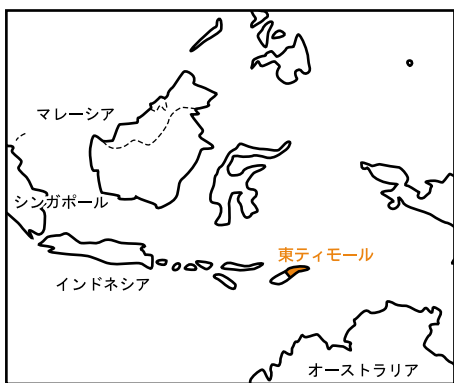 マレーシア
シンガポール
東ティモール
インドネシア
オーストラリア